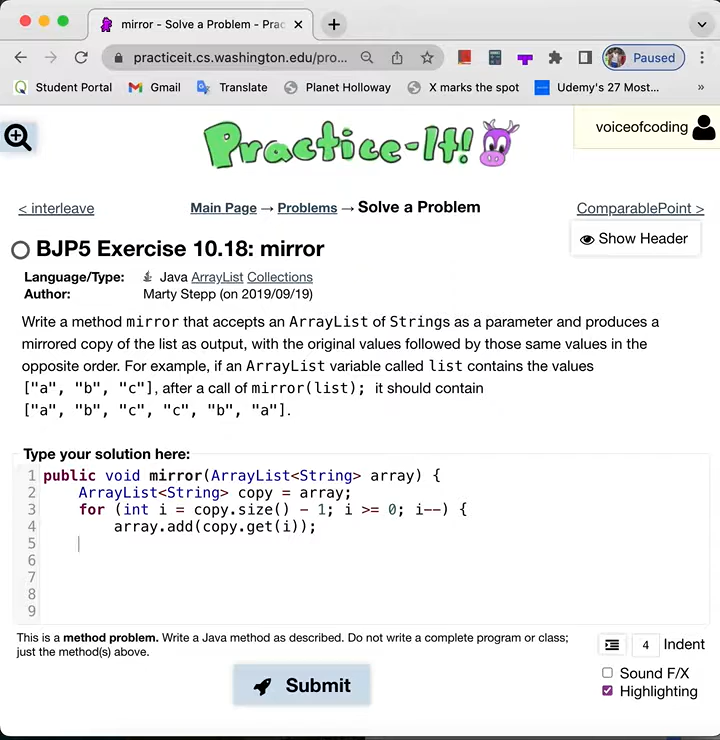 mirror - Solve a Problem - Prac
practiceit.cs.washington.edu/pro...
Paused
Student Portal
Gmail
Translate
Planet Holloway
X marks the spot
Udemy's 27 Most...
»
Practice-It!
voiceofcoding
< interleave
Main Page → Problems → Solve a Problem
ComparablePoint >
Show Header
BJP5 Exercise 10.18: mirror
Language/Type: Java ArrayList Collections
Author: Marty Stepp (on 2019/09/19)
Write a method mirror that accepts an ArrayList of Strings as a parameter and produces a
mirrored copy of the list as output, with the original values followed by those same values in the
opposite order. For example, if an ArrayList variable called list contains the values
["a", "b", "c"], after a call of mirror(list); it should contain
["a", "b", "c", "c", "b", "a"].
Type your solution here:
1 public void mirror(ArrayList<String> array) {
2 ArrayList<String> copy = array;
3 for (int i = copy.size() - 1; i >= 0; i--) {
4 array.add(copy.get(i));
5
6
7
8
9
This is a method problem. Write a Java method as described. Do not write a complete program or class;
just the method(s) above.
4 Indent
Submit
Sound F/X
Highlighting